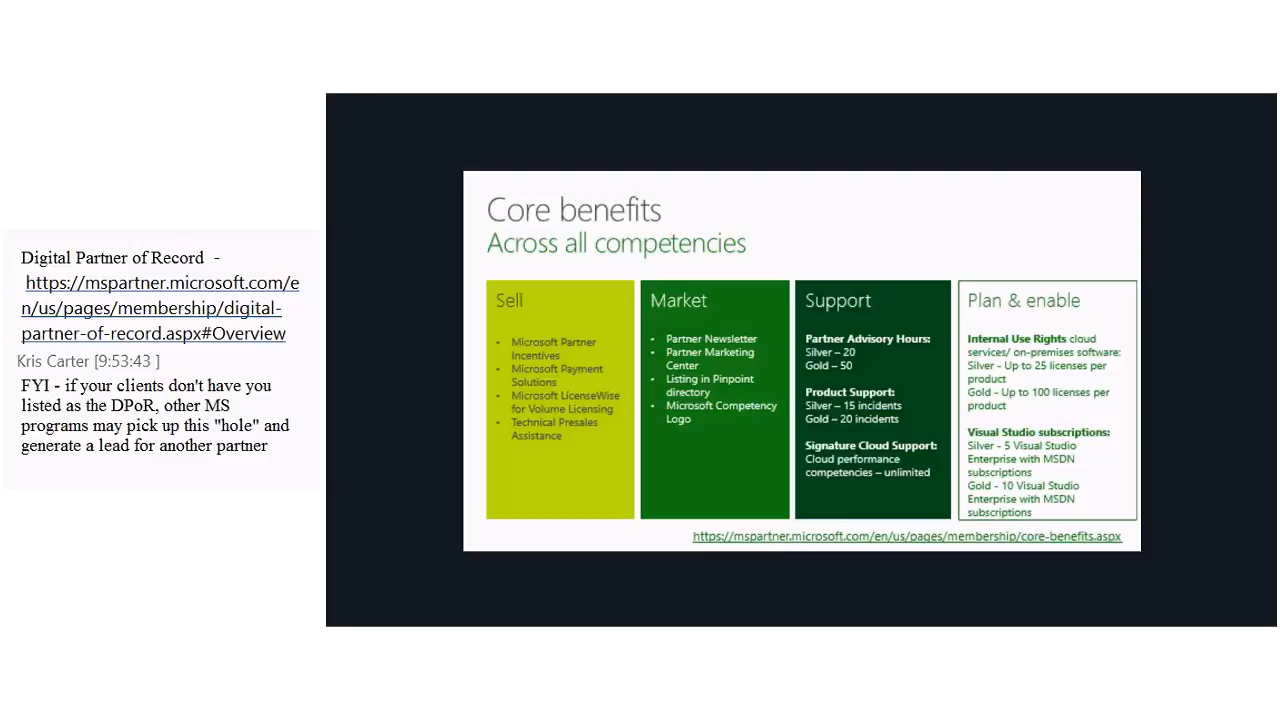 Digital Partner of Record -
https://mspartner.microsoft.com/e
n/us/pages/membership/digital-
partner-of-record.aspx#Overview
Kris Carter [9:53:43 ]
FYI - if your clients don't have you
listed as the DPoR, other MS
programs may pick up this "hole" and
generate a lead for another partner
Core benefits
Across all competencies
Sell
• Microsoft Partner
Incentives
• Microsoft Payment
Solutions
• Microsoft LicenseWise
for Volume Licensing
• Technical Presales
Assistance
Market
• Partner Newsletter
• Partner Marketing
Center
• Listing in Pinpoint
directory
• Microsoft Competency
Logo
Support
Partner Advisory Hours:
Silver – 20
Gold – 50
Product Support:
Silver – 15 incidents
Gold – 20 incidents
Signature Cloud Support:
Cloud performance
competencies – unlimited
Plan & enable
Internal Use Rights cloud
services/ on-premises software:
Silver - Up to 25 licenses per
product
Gold - Up to 100 licenses per
product
Visual Studio subscriptions:
Silver - 5 Visual Studio
Enterprise with MSDN
subscriptions
Gold - 10 Visual Studio
Enterprise with MSDN
subscriptions
https://mspartner.microsoft.com/en/us/pages/membership/core-benefits.aspx